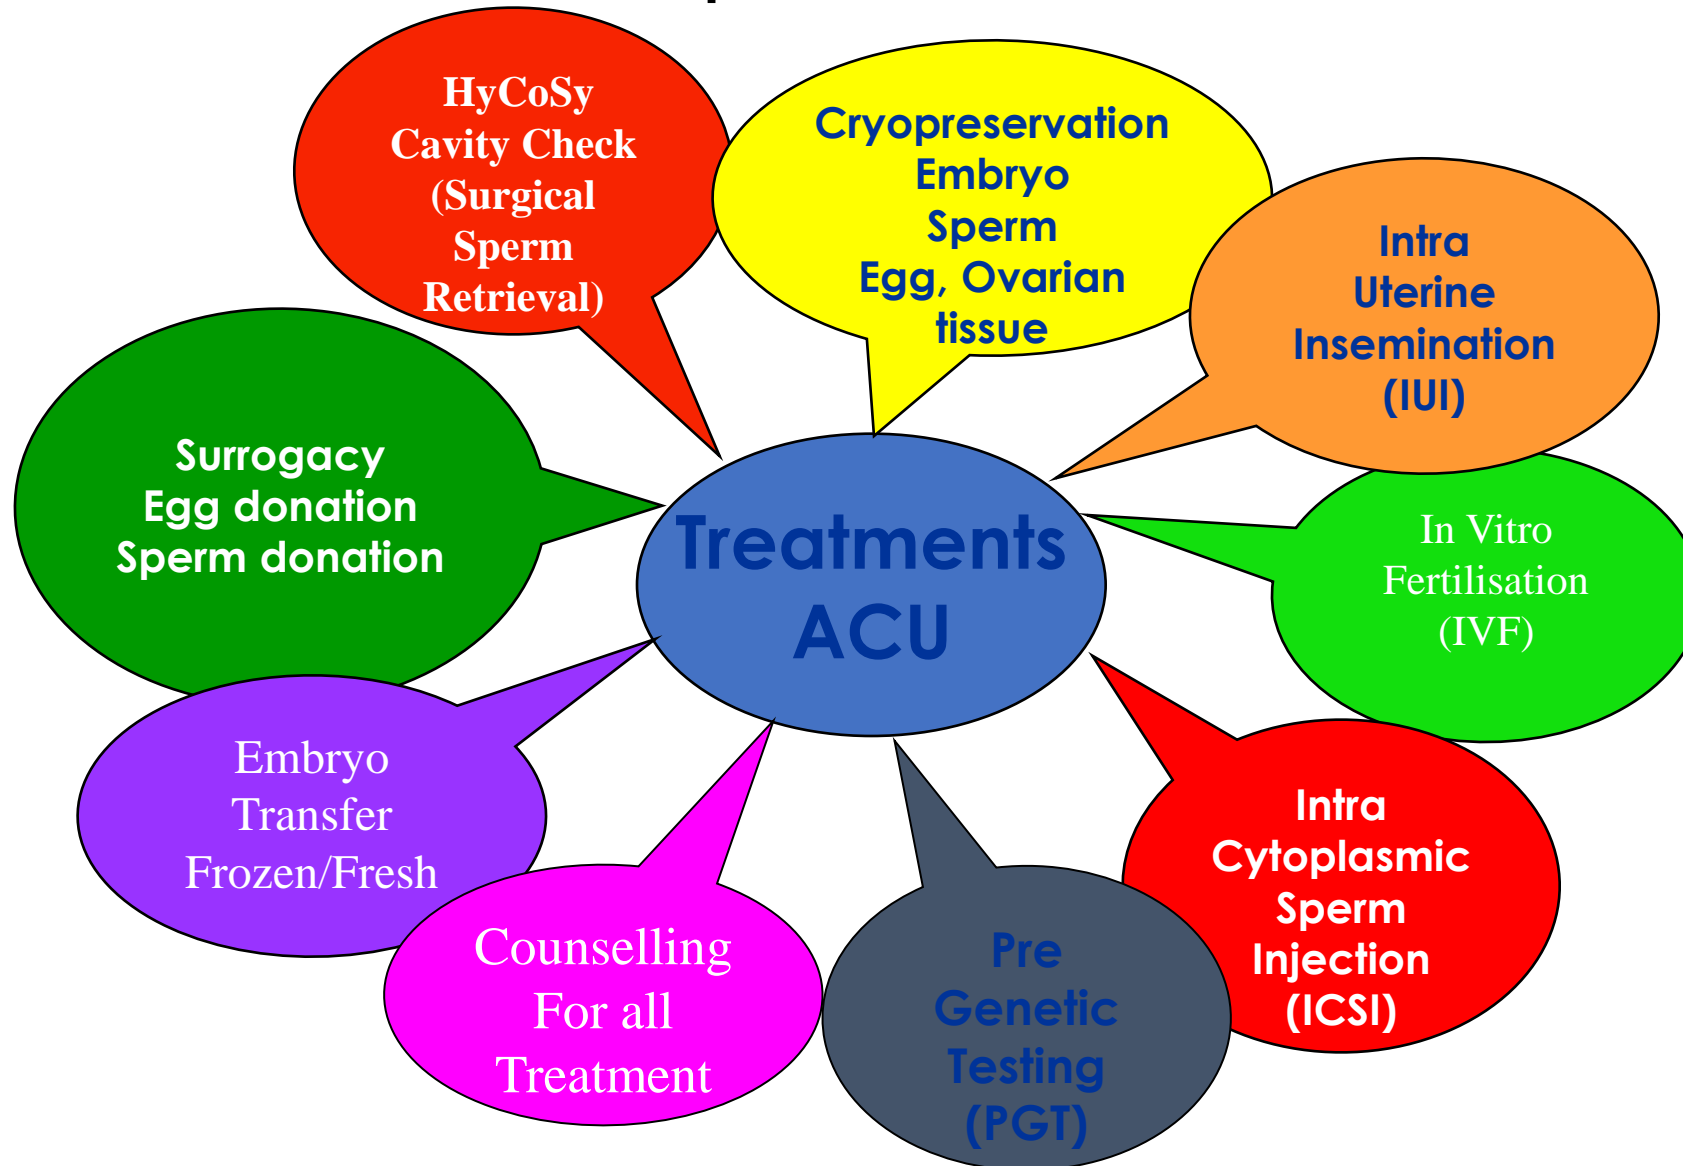 HyCoSy
Cavity Check
(Surgical
Sperm
Retrieval)
Cryopreservation
Embryo
Sperm
Egg, Ovarian
tissue
Intra
Uterine
Insemination
(IUI)
Surrogacy
Egg donation
Sperm donation
Treatments
ACU
In Vitro
Fertilisation
(IVF)
Embryo
Transfer
Frozen/Fresh
Counselling
For all
Treatment
Pre
Genetic
Testing
(PGT)
Intra
Cytoplasmic
Sperm
Injection
(ICSI)